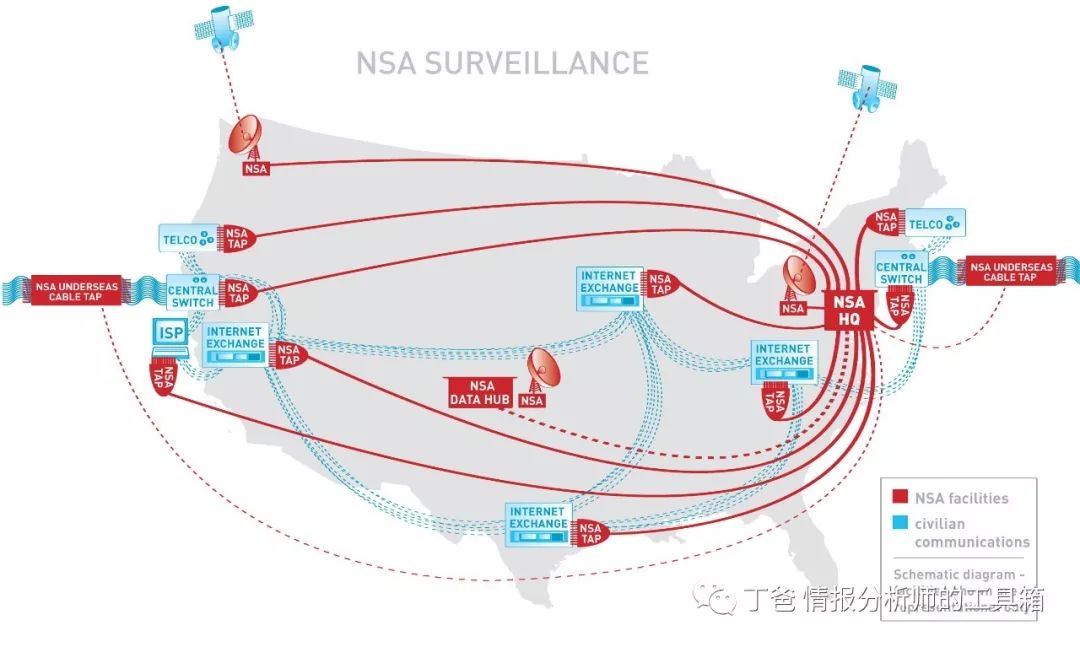 NSA SURVEILLANCE
NSA
TELCO
NSA
TAP
NSA
TAP
TELCO
NSA UNDERSEAS
CABLE TAP
CENTRAL
SWITCH
NSA
TAP
INTERNET
EXCHANGE
NSA
TAP
CENTRAL
SWITCH
NSA UNDERSEAS
CABLE TAP
NSA
NSA
HQ
NSA
TAP
ISP
NSA
TAP
INTERNET
EXCHANGE
NSA
TAP
INTERNET
EXCHANGE
NSA
TAP
NSA
DATA HUB
NSA
INTERNET
EXCHANGE
NSA
TAP
NSA facilities
civilian
communications
Schematic diagram -
丁爸 情报分析师的工具箱